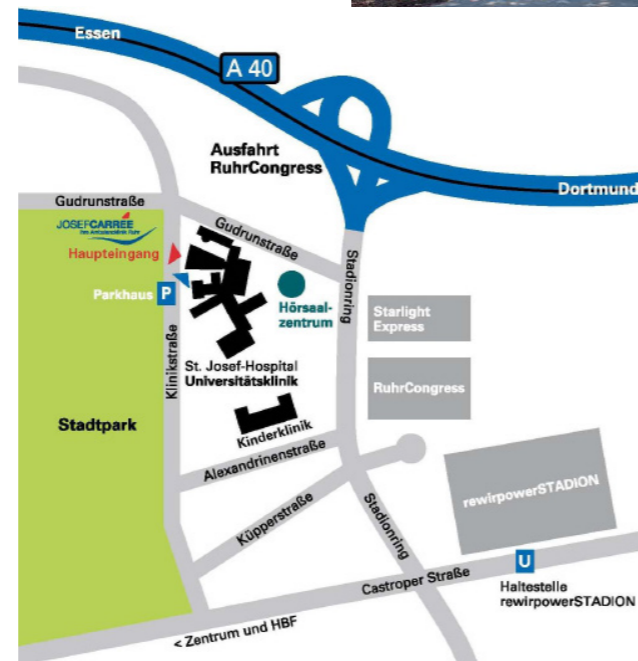 Essen
A 40
Ausfahrt
RuhrCongress
Dortmund
Gudrunstraße
JOSEFCARRÉE
Gudrunstraße
Haupteingang
Parkhaus P
Hörsaal-
zentrum
Stadionring
Starlight
Express
Klinikstraße
St. Josef-Hospital
Universitätsklinik
RuhrCongress
Stadtpark
Kinderklinik
Alexandrinenstraße
rewirpowerSTADION
Küpperstraße
Stadionring
Castroper Straße
U
Haltestelle
rewirpowerSTADION
< Zentrum und HBF